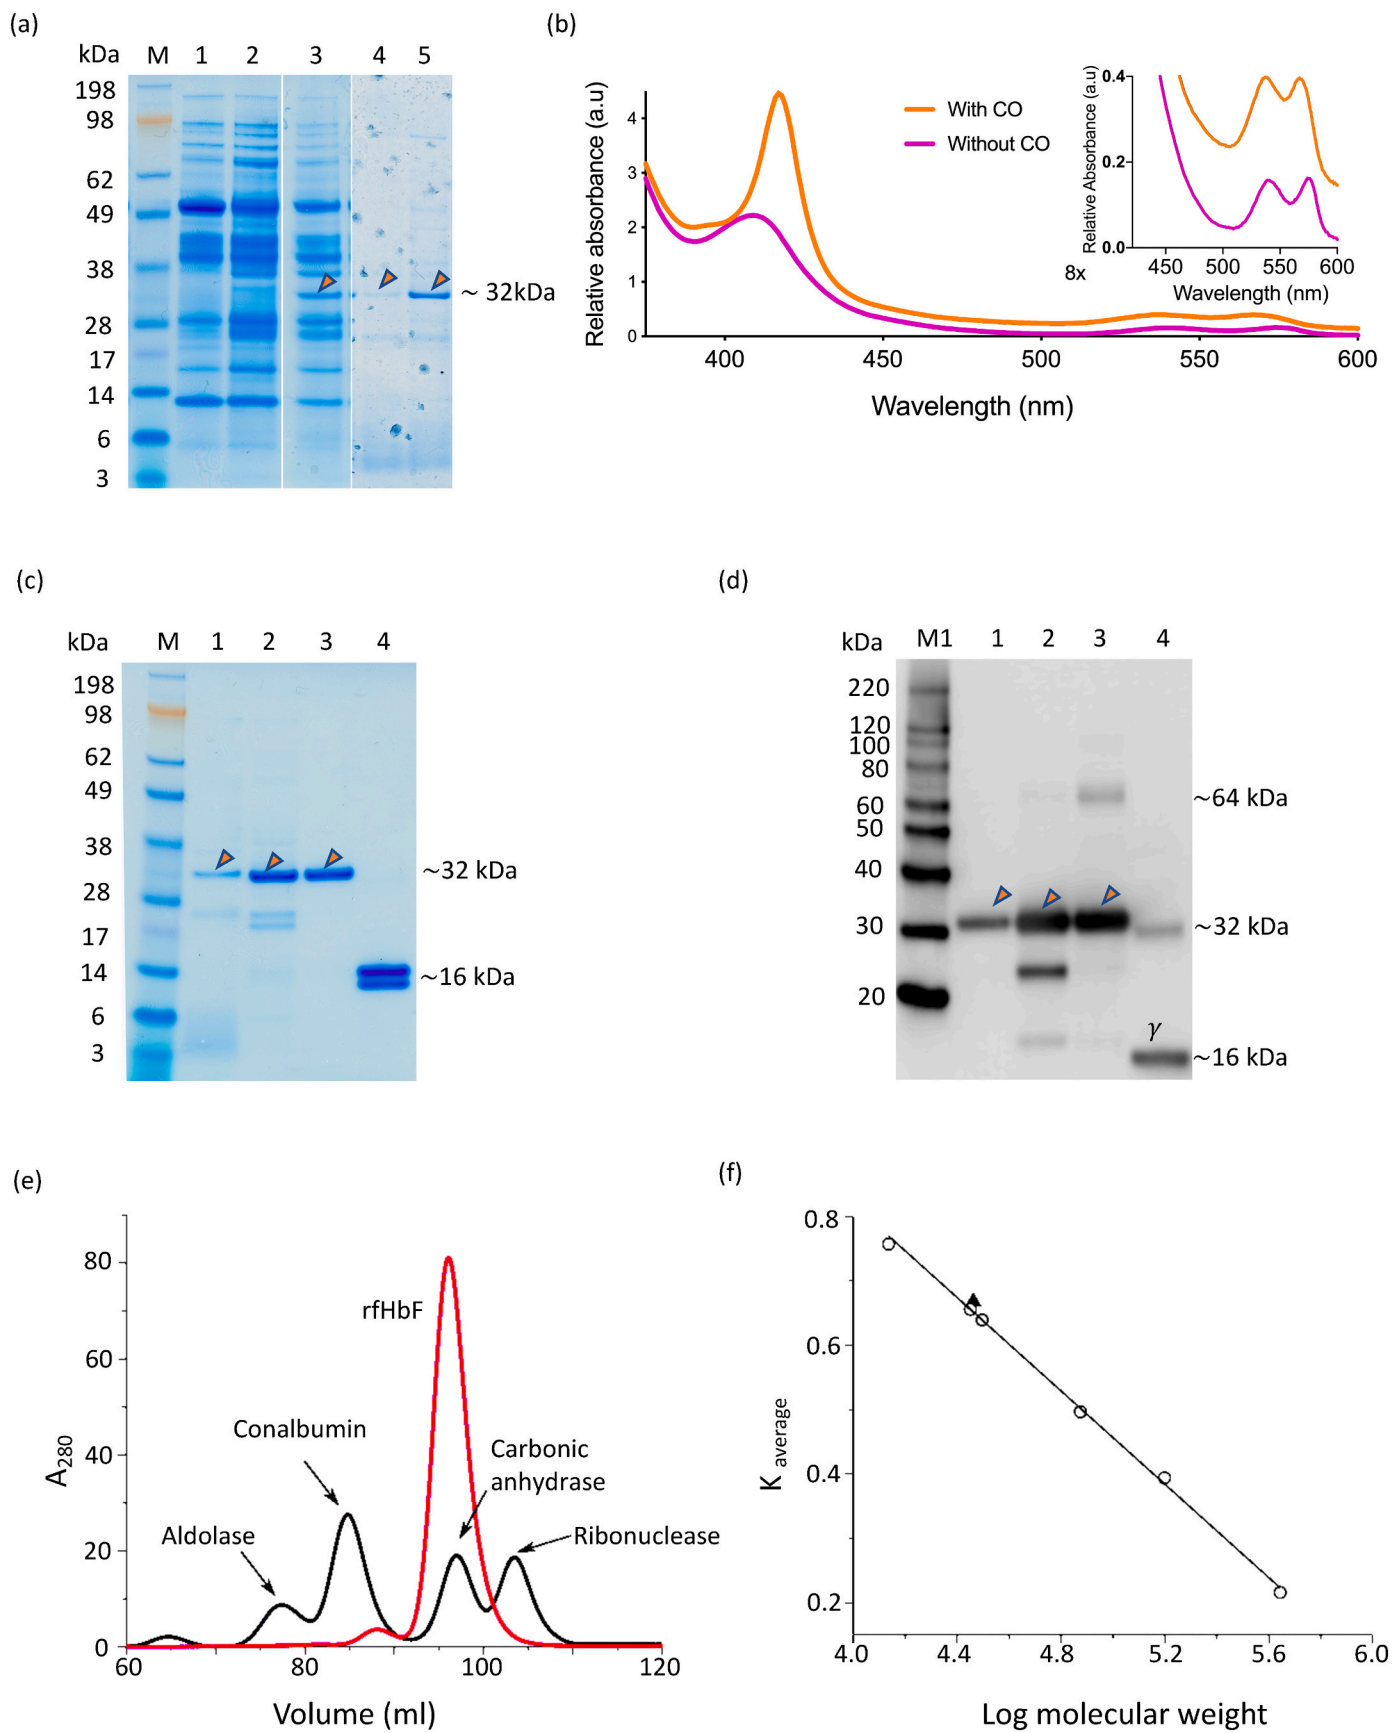 (a)
kDa M 1 2 3 4 5
198
98
62
49
38
28
17
14
6
3
~ 32kDa
(b)
Relative absorbance (a.u)
4
3
2
1
0
400 450 500 550 600
Wavelength (nm)
With CO
Without CO
Relative Absorbance (a.u)
0.4
0.2
0.0
8x
450 500 550 600
Wavelength (nm)
(c)
kDa M 1 2 3 4
198
98
62
49
38
28
17
14
6
3
~32 kDa
~16 kDa
(d)
kDa M1 1 2 3 4
220
120
100
80
60
50
40
30
20
~64 kDa
~32 kDa
γ
~16 kDa
(e)
A280
80
60
40
20
0
60 80 100 120
Volume (ml)
rfHbF
Conalbumin
Carbonic
anhydrase
Aldolase
Ribonuclease
(f)
K average
0.8
0.6
0.4
0.2
4.0 4.4 4.8 5.2 5.6 6.0
Log molecular weight